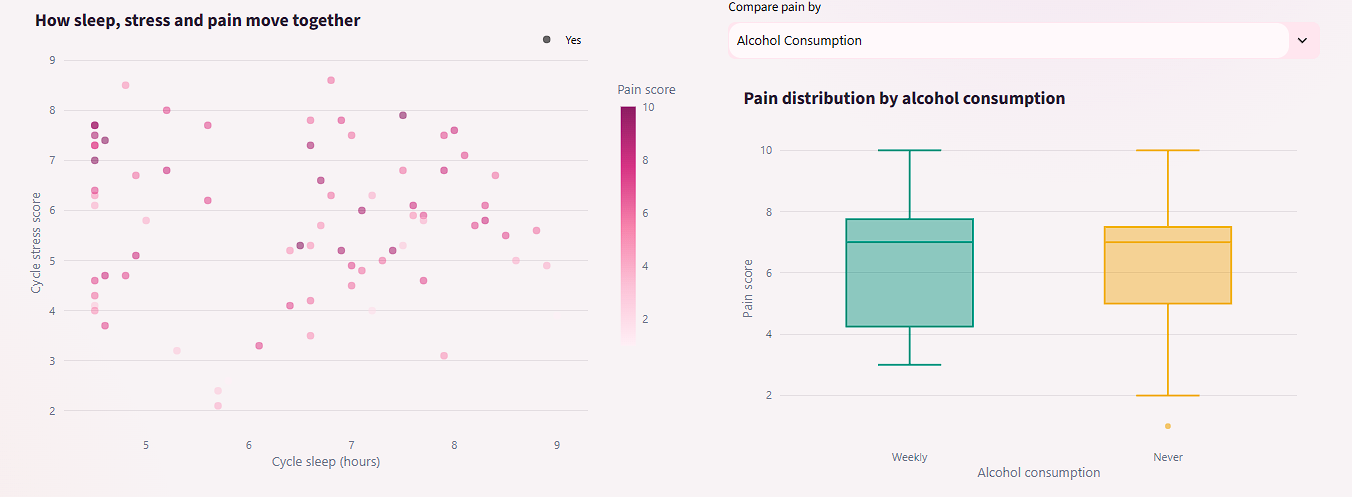 How sleep, stress and pain move together
Yes
9
8
7
6
5
4
3
2
Cycle stress score
5
6
7
8
9
Cycle sleep (hours)
Pain score
10
8
6
4
2
Compare pain by
Alcohol Consumption
Pain distribution by alcohol consumption
10
8
6
4
2
Pain score
Weekly
Never
Alcohol consumption